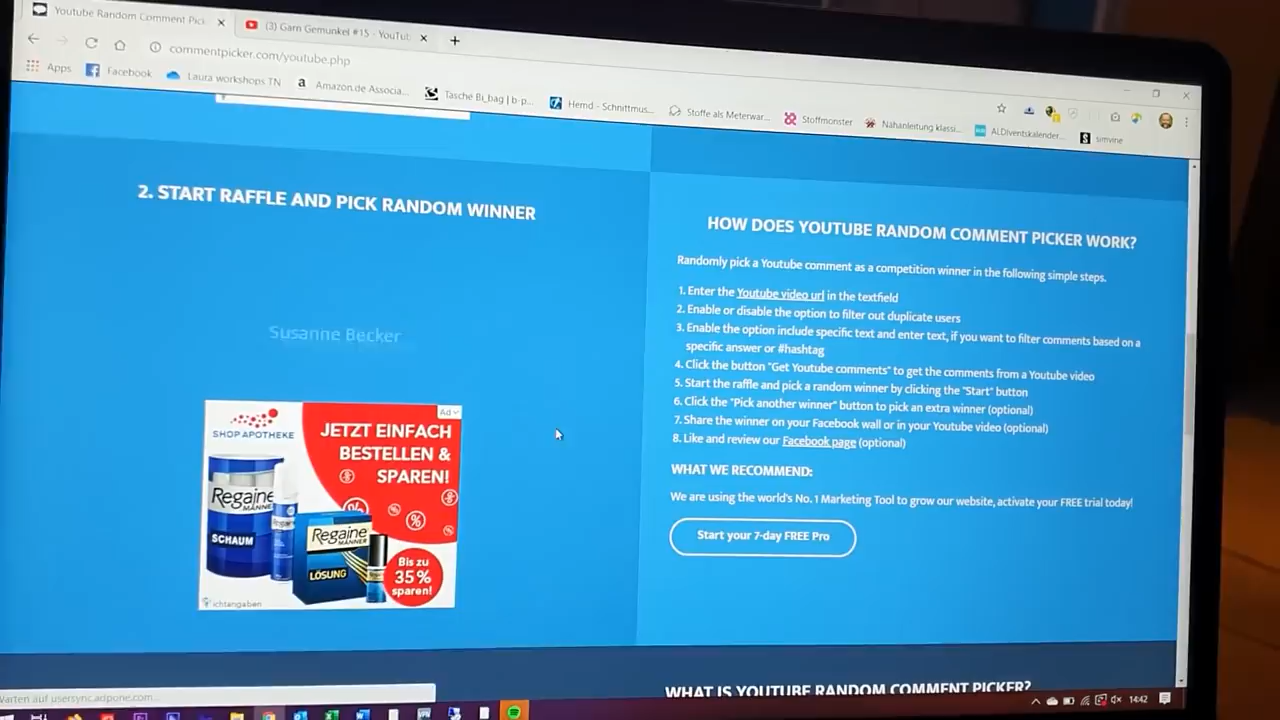 Youtube Random Comment Pick
(3) Garn Gemunkel #15 - YouTub
commentpicker.com/youtube.php
Apps
Facebook
Laura workshops TN
Amazon.de Associa...
Tasche Bi_bag | b-p...
Hemd - Schnittmus...
Stoffe als Meterwar...
Stoffmonster
Nähanleitung klassi...
ALDIventskalender...
simvine
2. START RAFFLE AND PICK RANDOM WINNER
Susanne Becker
Ad
SHOP APOTHEKE
JETZT EINFACH
BESTELLEN &
SPAREN!
Regaine
MÄNNER
SCHAUM
Regaine
MÄNNER
LÖSUNG
Bis zu
35%
sparen!
ichtangaben
HOW DOES YOUTUBE RANDOM COMMENT PICKER WORK?
Randomly pick a Youtube comment as a competition winner in the following simple steps.
1. Enter the Youtube video url in the textfield
2. Enable or disable the option to filter out duplicate users
3. Enable the option include specific text and enter text, if you want to filter comments based on a
specific answer or #hashtag
4. Click the button "Get Youtube comments" to get the comments from a Youtube video
5. Start the raffle and pick a random winner by clicking the "Start" button
6. Click the "Pick another winner" button to pick an extra winner (optional)
7. Share the winner on your Facebook wall or in your Youtube video (optional)
8. Like and review our Facebook page (optional)
WHAT WE RECOMMEND:
We are using the world's No. 1 Marketing Tool to grow our website, activate your FREE trial today!
Start your 7-day FREE Pro
WHAT IS YOUTUBE RANDOM COMMENT PICKER?
Warten auf usersync.adpone.com...
14:42